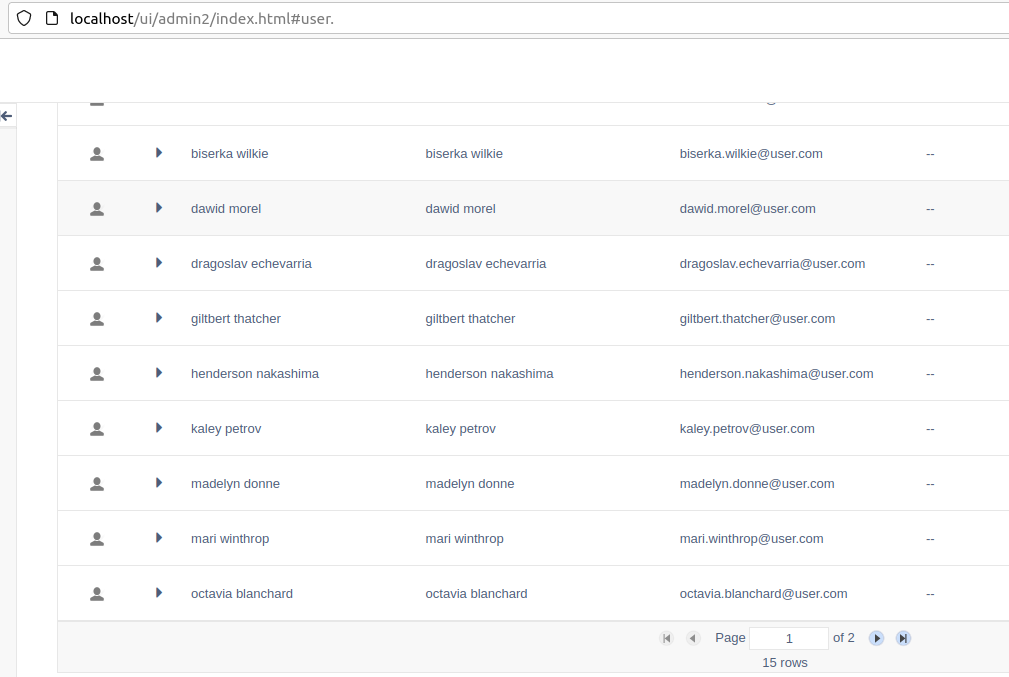 localhost/ui/admin2/index.html#user.
biserka wilkie biserka wilkie biserka.wilkie@user.com --
dawid morel dawid morel dawid.morel@user.com --
dragoslav echevarria dragoslav echevarria dragoslav.echevarria@user.com --
giltbert thatcher giltbert thatcher giltbert.thatcher@user.com --
henderson nakashima henderson nakashima henderson.nakashima@user.com --
kaley petrov kaley petrov kaley.petrov@user.com --
madelyn donne madelyn donne madelyn.donne@user.com --
mari winthrop mari winthrop mari.winthrop@user.com --
octavia blanchard octavia blanchard octavia.blanchard@user.com --
Page 1 of 2
15 rows